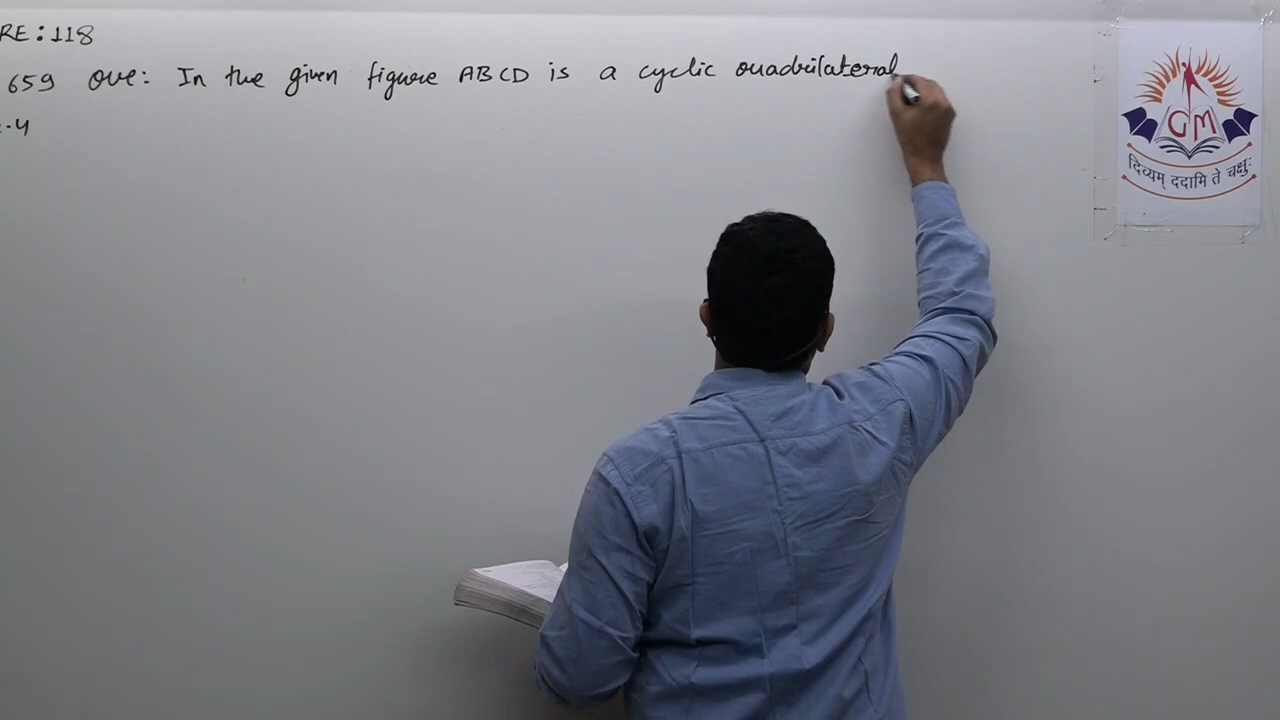 RE: 118
659 QUE: In the given figure ABCD is a cyclic quadrilateral
.4
GM
दिव्यम् ददामि ते चक्षुः